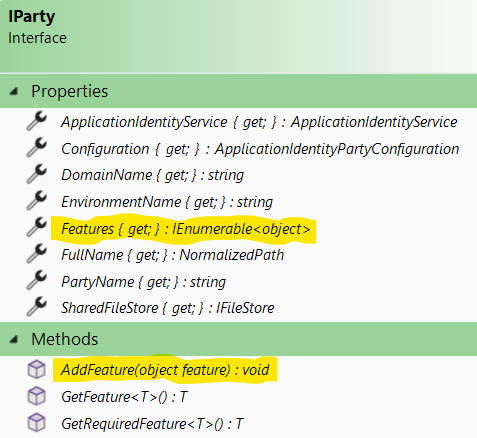 IParty
Interface
Properties
ApplicationIdentityService { get; } : ApplicationIdentityService
Configuration { get; } : ApplicationIdentityPartyConfiguration
DomainName { get; } : string
EnvironmentName { get; } : string
Features { get; } : IEnumerable<object>
FullName { get; } : NormalizedPath
PartyName { get; } : string
SharedFileStore { get; } : IFileStore
Methods
AddFeature(object feature) : void
GetFeature<T>() : T
GetRequiredFeature<T>() : T